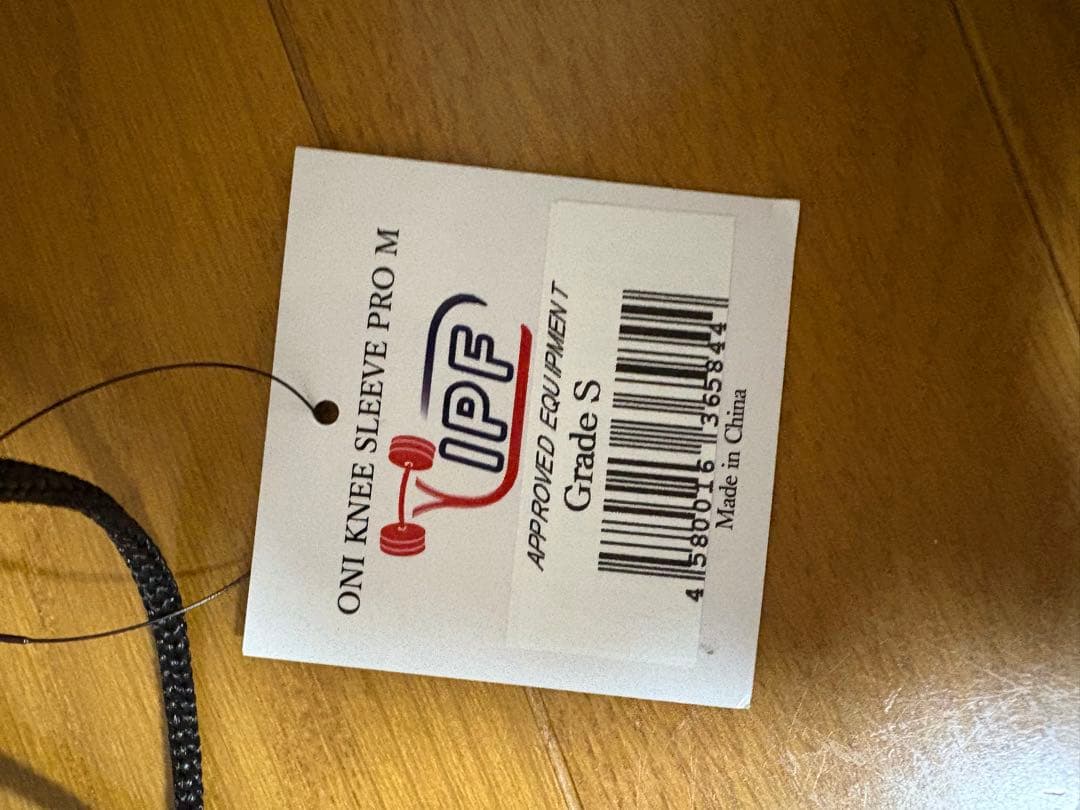 ONI KNEE SLEEVE PRO M
IPF
APPROVED EQUIPMENT
Grade S
4 580016 365844
Made in China